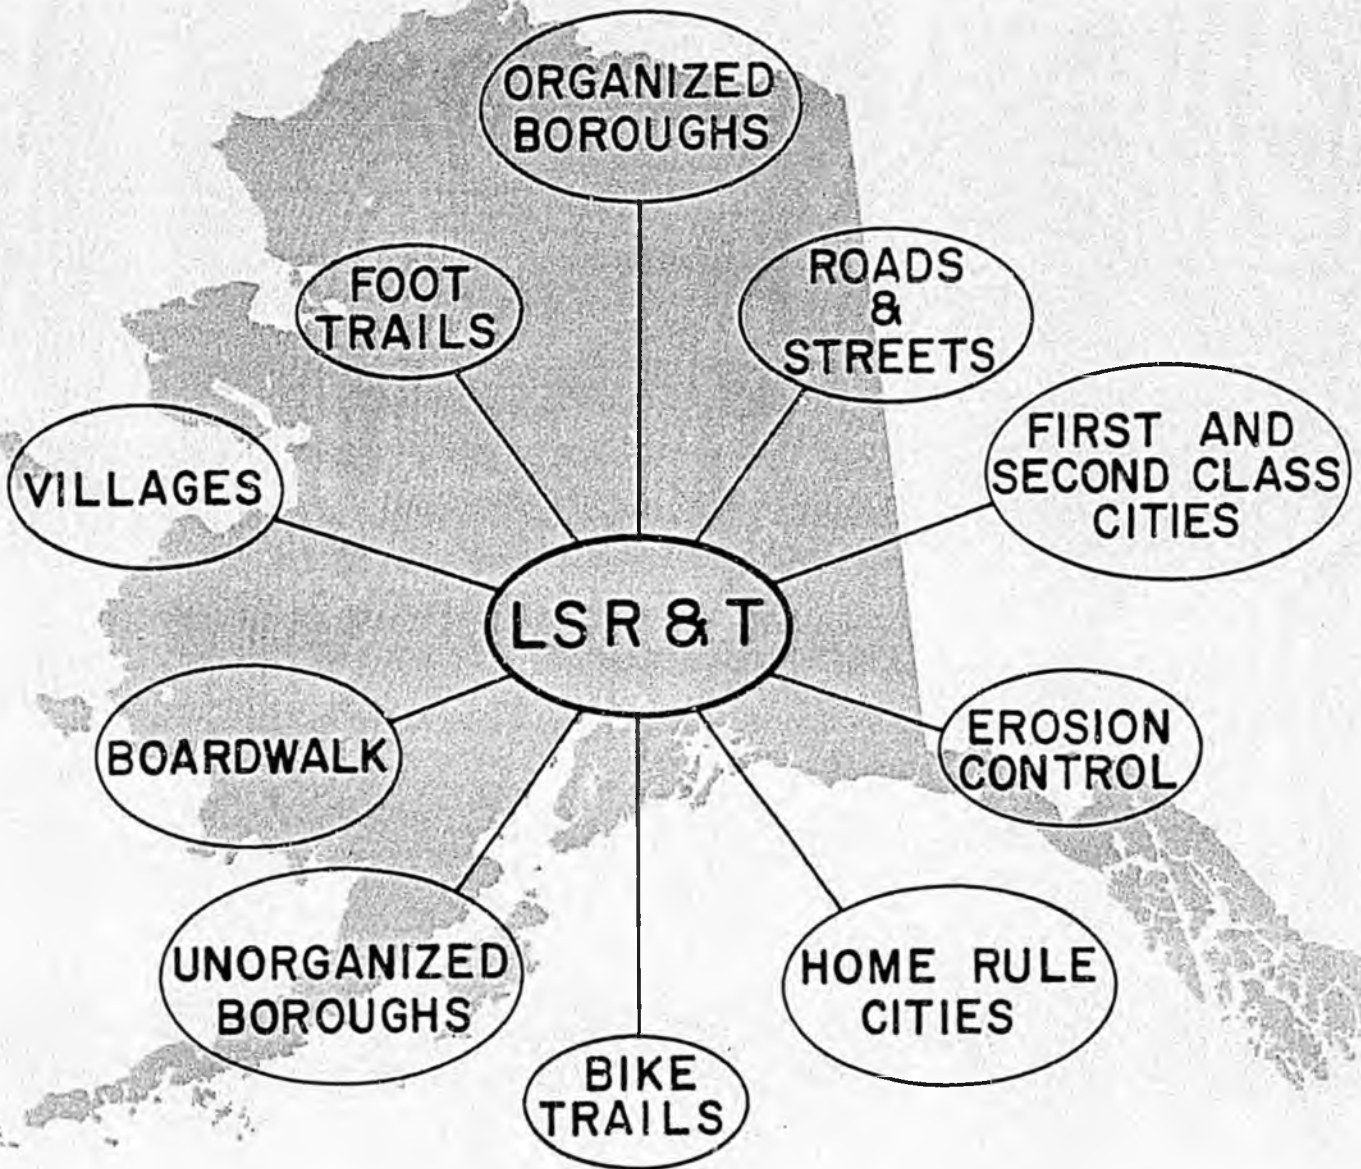 ORGANIZED
BOROUGHS
FOOT
TRAILS
ROADS
&
STREETS
FIRST AND
SECOND CLASS
CITIES
VILLAGES
LSR & T
BOARDWALK
EROSION
CONTROL
UNORGANIZED
BOROUGHS
HOME RULE
CITIES
BIKE
TRAILS